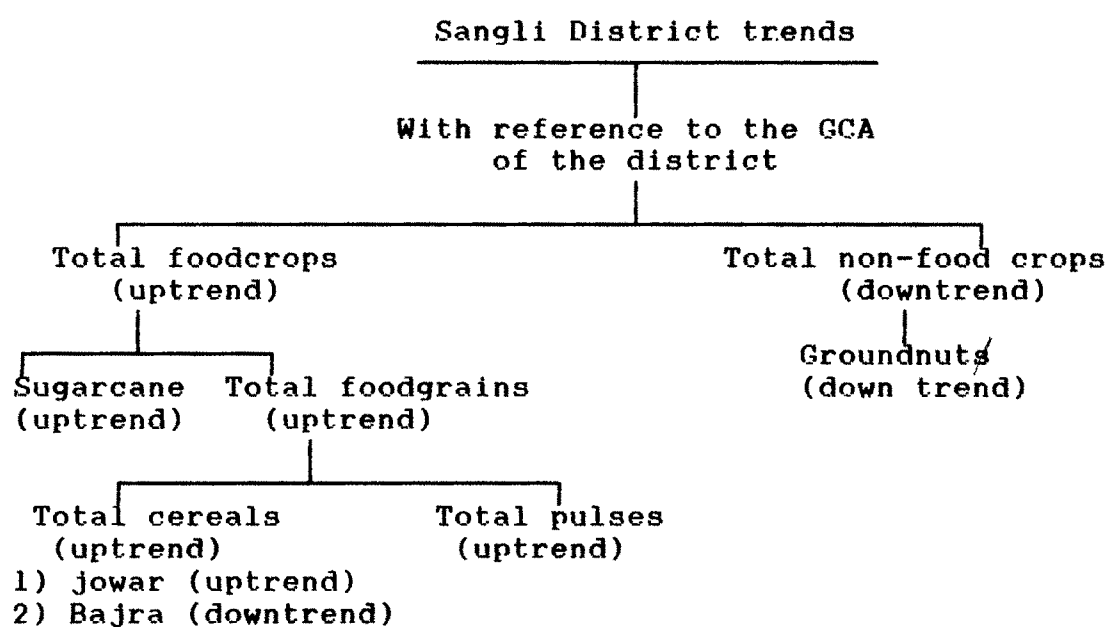 Sangli District trends
With reference to the GCA
of the district
Total foodcrops
(uptrend)
Total non-food crops
(downtrend)
Sugarcane
(uptrend)
Total foodgrains
(uptrend)
Groundnuts
(down trend)
Total cereals
(uptrend)
1) jowar (uptrend)
2) Bajra (downtrend)
Total pulses
(uptrend)